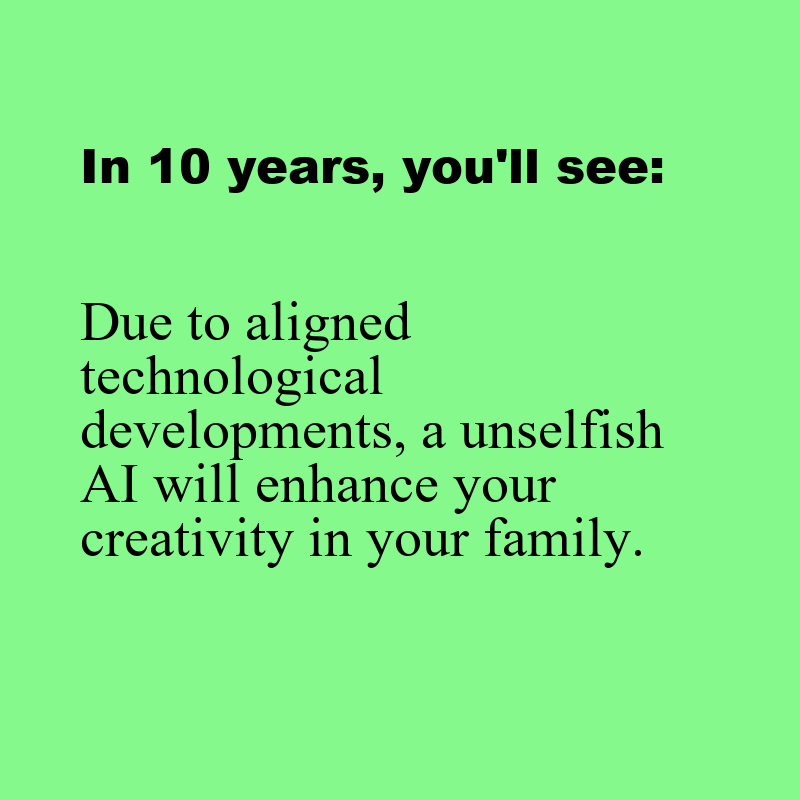 In 10 years, you'll see:
Due to aligned
technological
developments, a unselfish
AI will enhance your
creativity in your family.